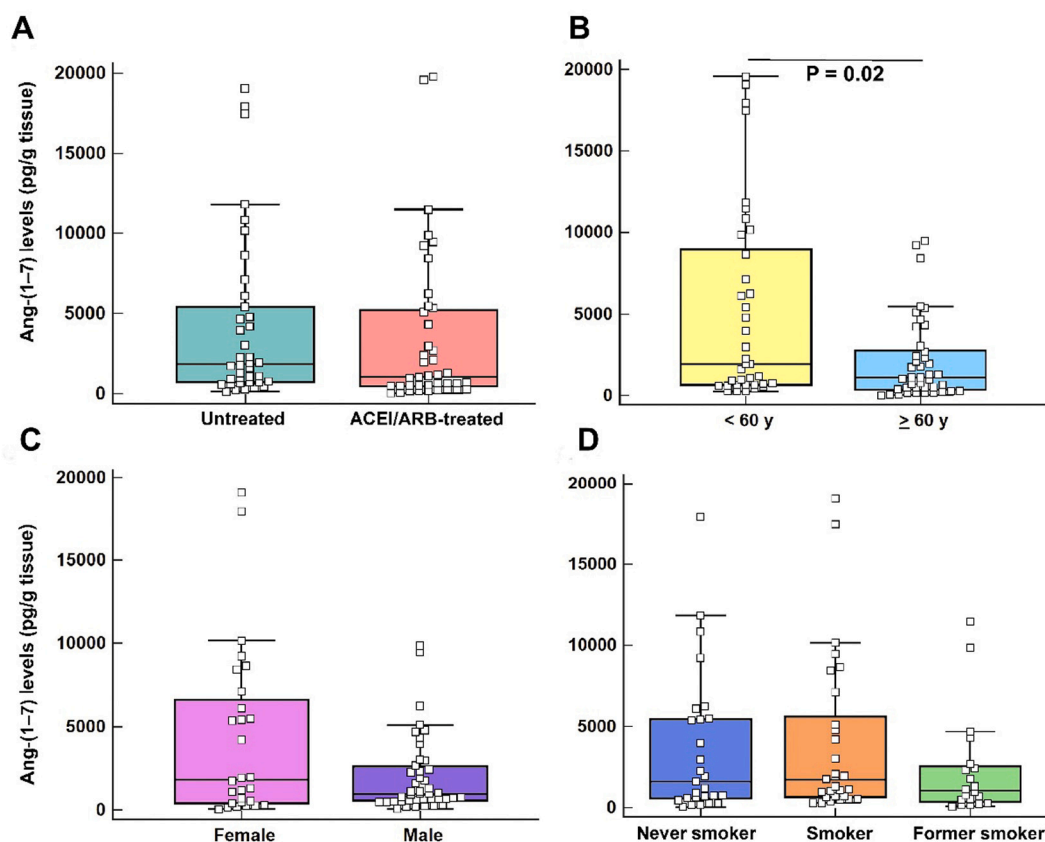 A
Ang-(1–7) levels (pg/g tissue)
20000
15000
10000
5000
0
Untreated ACEI/ARB-treated
B
P = 0.02
20000
15000
10000
5000
0
< 60 y ≥ 60 y
C
Ang-(1–7) levels (pg/g tissue)
20000
15000
10000
5000
0
Female Male
D
20000
15000
10000
5000
0
Never smoker Smoker Former smoker